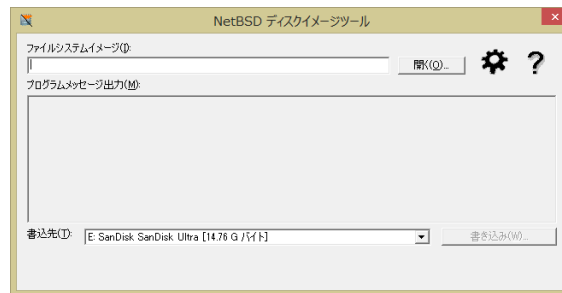 NetBSD ディスクイメージツール
ファイルシステムイメージ(I):
開く(O)...
?
プログラムメッセージ出力(M):
書込先(T):
E: SanDisk SanDisk Ultra [14.76 G バイト]
書き込み(W)...